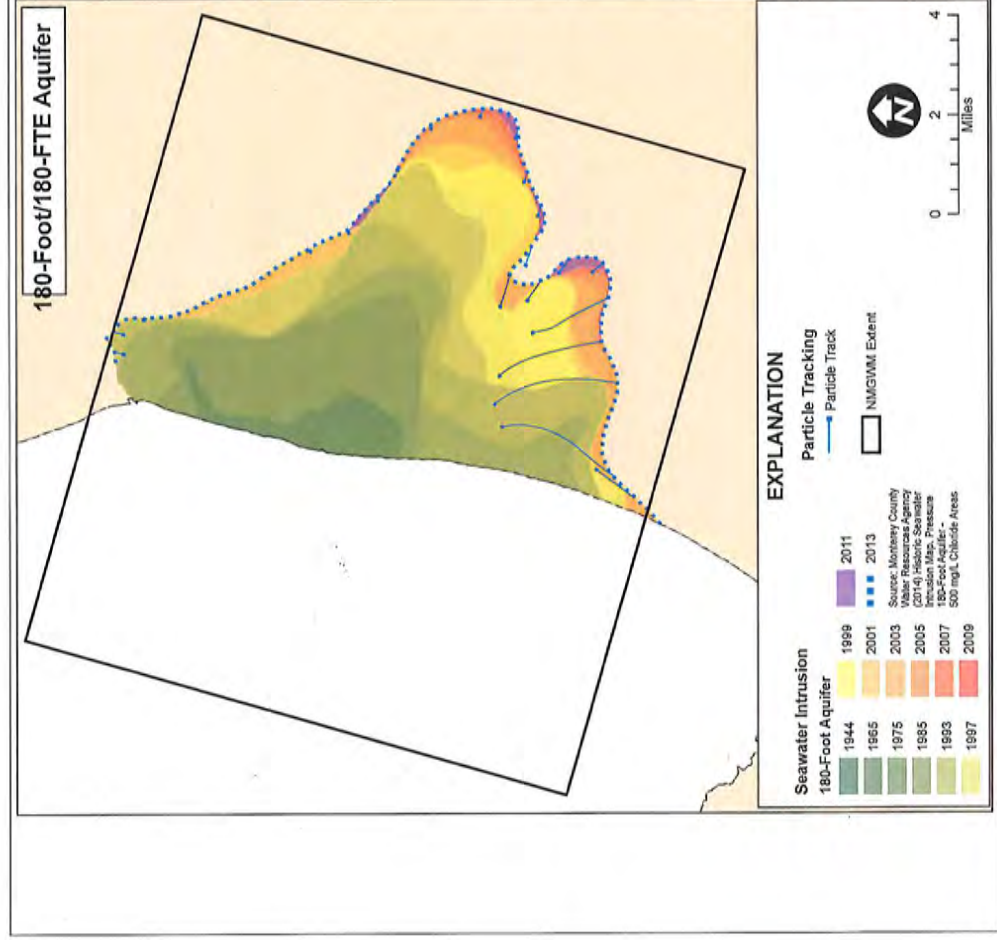 180-Foot/180-FTE Aquifer
EXPLANATION
Seawater Intrusion
180-Foot Aquifer
1944
1965
1975
1985
1993
1997
1999
2001
2003
2005
2007
2009
2011
2013
Source: Monterey County
Water Resources Agency
(2014) Historic Seawater
Intrusion Map, Pressure
180-Foot Aquifer -
500 mg/L Chloride Areas
Particle Tracking
Particle Track
NMGWM Extent
N
0 2 4
Miles